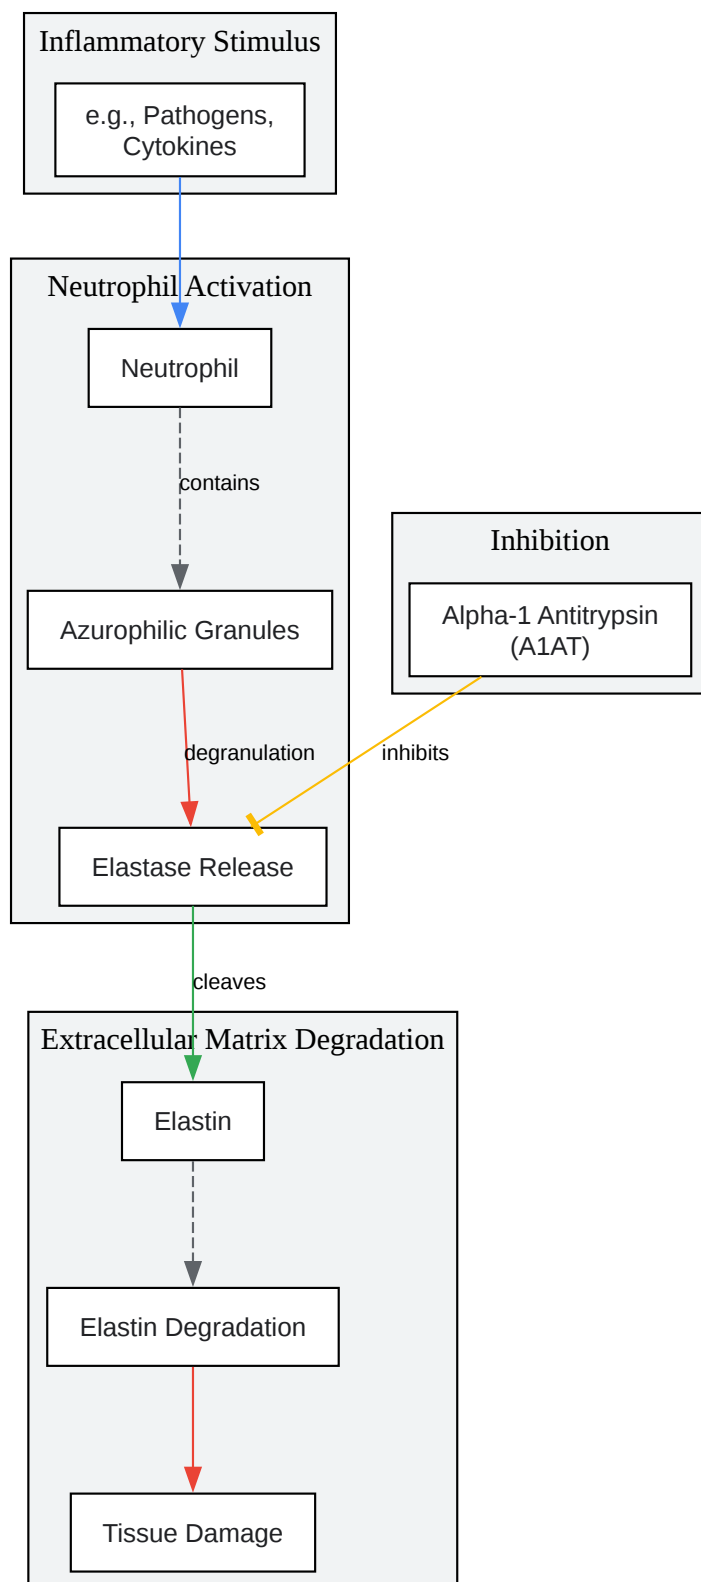 Inflammatory Stimulus
e.g., Pathogens,
Cytokines
Neutrophil Activation
Neutrophil
contains
Azurophilic Granules
Inhibition
Alpha-1 Antitrypsin
(A1AT)
degranulation
inhibits
Elastase Release
cleaves
Extracellular Matrix Degradation
Elastin
Elastin Degradation
Tissue Damage